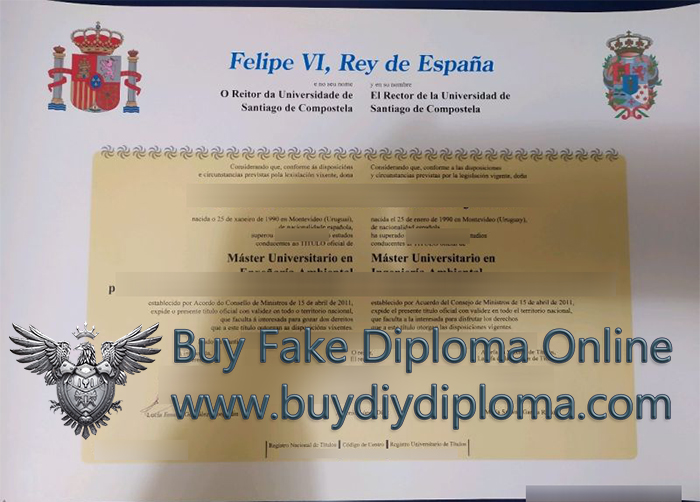 Felipe VI, Rey de España
e no seu nome
O Reitor da Universidade de
Santiago de Compostela
y en su nombre
El Rector de la Universidad de
Santiago de Compostela
Considerando que, conforme ás disposicións
e circunstancias previstas pola lexislación vixente, dona
Considerando que, conforme a las disposiciones
y circunstancias previstas por la legislación vigente, doña
nacida o 25 de xaneiro de 1990 en Montevideo (Uruguai),
de nacionalidade española,
superou
estudos
conducentes ao TÍTULO oficial de
Máster Universitario en
nacida el 25 de enero de 1990 en Montevideo (Uruguay),
de nacionalidad española,
ha superado
conducentes al TÍTULO oficial de
Máster Universitario en
P
establecido por Acordo do Consello de Ministros de 15 de abril de 2011,
expide o presente título oficial con validez en todo o territorio nacional,
que faculta á interesada para gozar dos dereitos
que a este título outorgan as disposicións vixentes.
establecido por Acuerdo del Consejo de Ministros de 15 de abril de 2011,
expide el presente título oficial con validez en todo el territorio nacional,
que faculta a la interesada para disfrutar los derechos
que a este título otorgan las disposiciones vigentes.
Buy Fake Diploma Online
www.buydiydiploma.com
Registro Nacional de Títulos
Código de Centro
Registro Universitario de Títulos